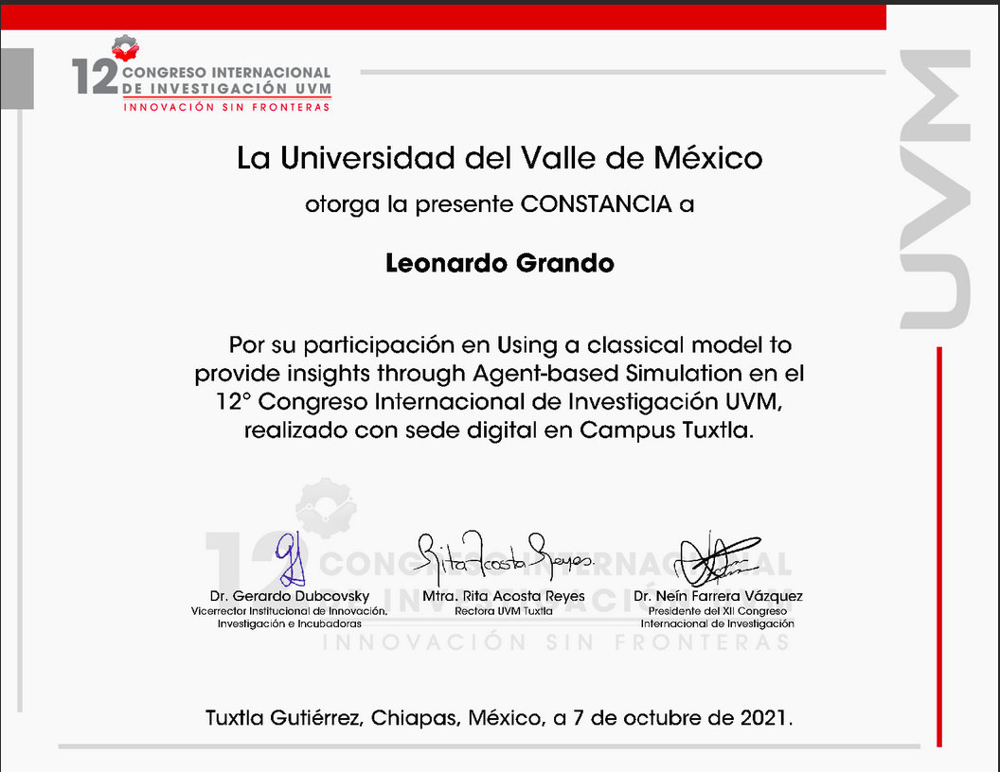 12 CONGRESO INTERNACIONAL
DE INVESTIGACIÓN UVM
INNOVACIÓN SIN FRONTERAS
UVM
La Universidad del Valle de México
otorga la presente CONSTANCIA a
Leonardo Grando
Por su participación en Using a classical model to
provide insights through Agent-based Simulation en el
12° Congreso Internacional de Investigación UVM,
realizado con sede digital en Campus Tuxtla.
12 CONGRESO INTERNACIONAL
DE INVESTIGACIÓN UVM
INNOVACIÓN SIN FRONTERAS
Rita Acosta Reyes.
Dr. Gerardo Dubcovsky
Vicerrector Institucional de Innovación,
Investigación e Incubadoras
Mtra. Rita Acosta Reyes
Rectora UVM Tuxtla
Dr. Neín Farrera Vázquez
Presidente del XII Congreso
Internacional de Investigación
Tuxtla Gutiérrez, Chiapas, México, a 7 de octubre de 2021.